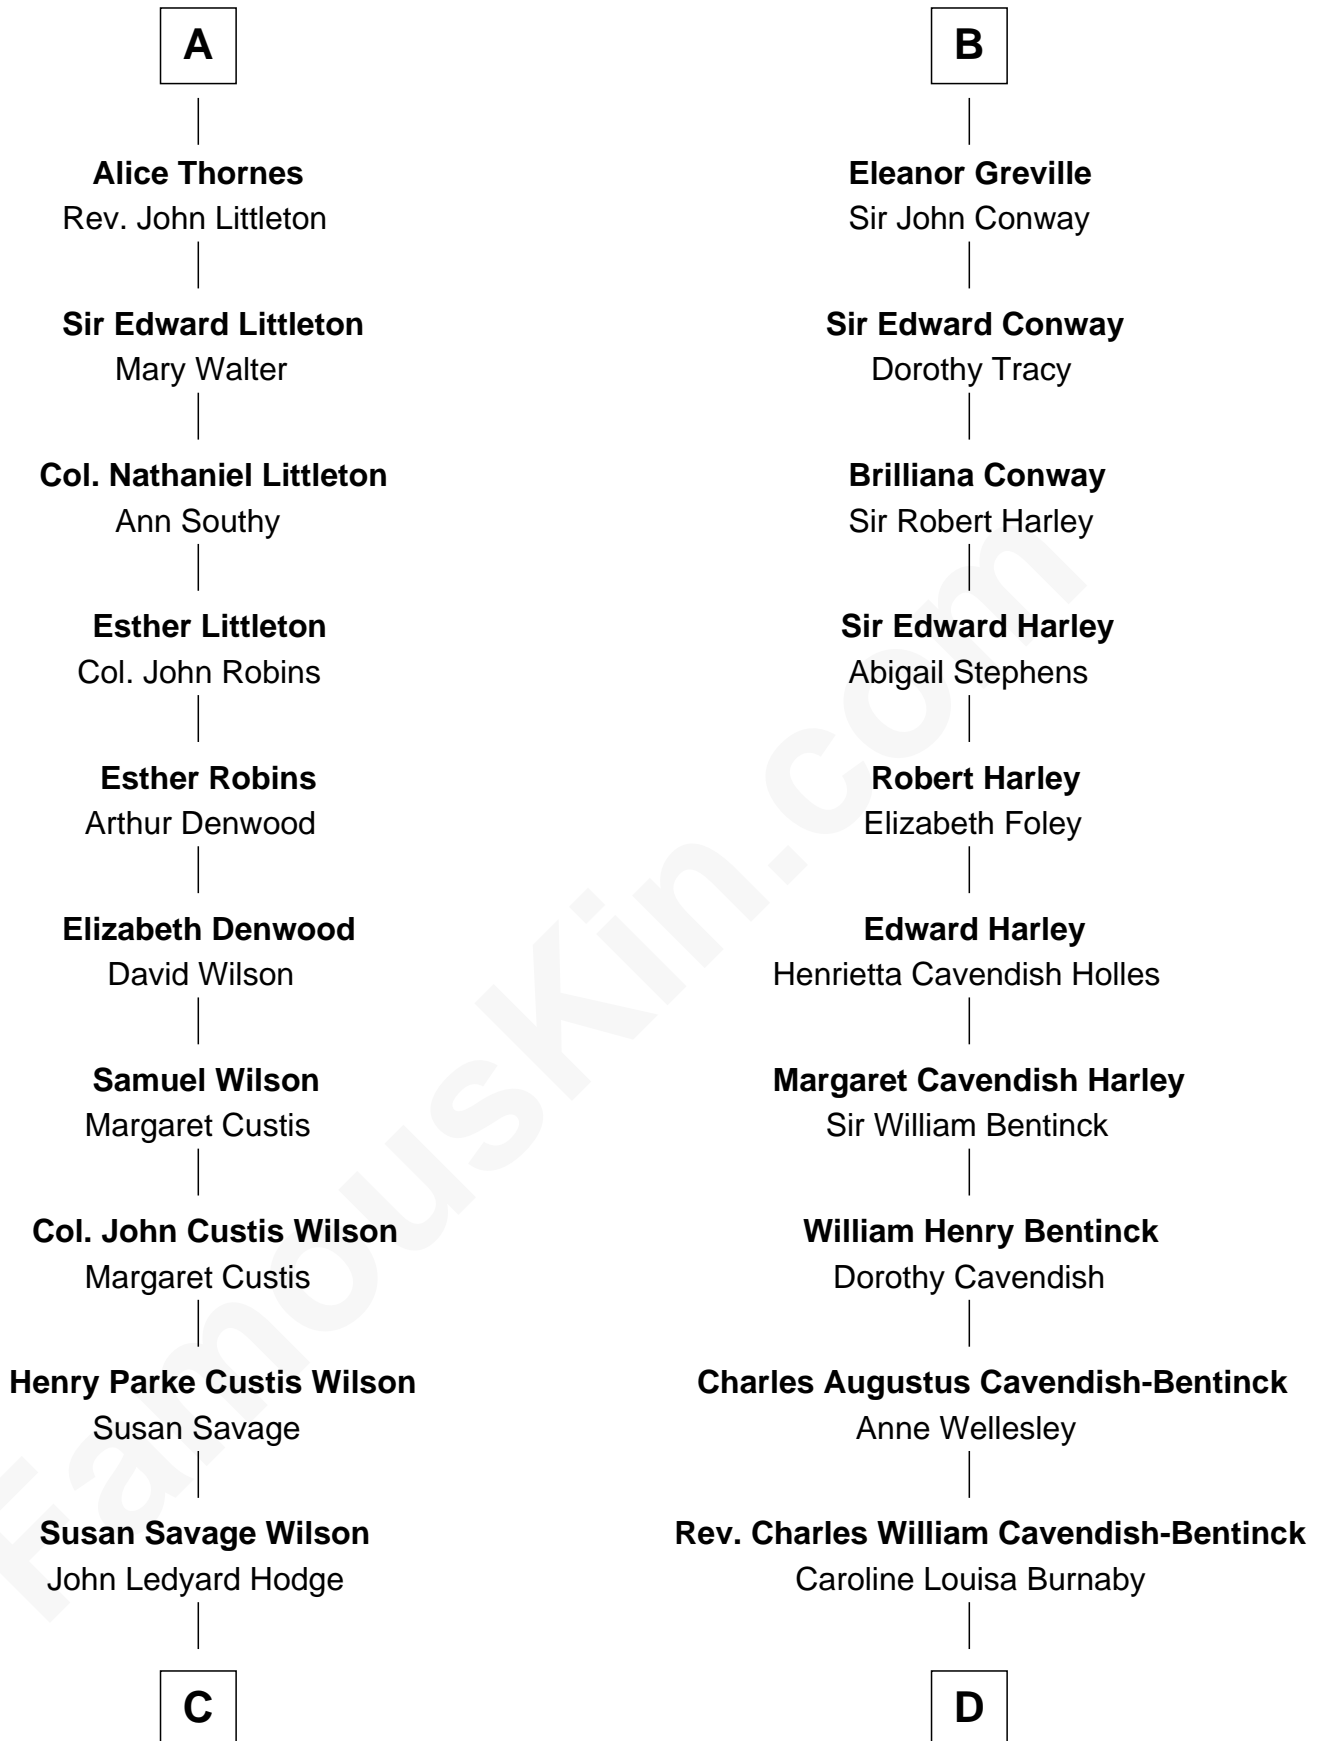 A
Alice Thornes
Rev. John Littleton
Sir Edward Littleton
Mary Walter
Col. Nathaniel Littleton
Ann Southy
Esther Littleton
Col. John Robins
Esther Robins
Arthur Denwood
Elizabeth Denwood
David Wilson
Samuel Wilson
Margaret Custis
Col. John Custis Wilson
Margaret Custis
Henry Parke Custis Wilson
Susan Savage
Susan Savage Wilson
John Ledyard Hodge
C
B
Eleanor Greville
Sir John Conway
Sir Edward Conway
Dorothy Tracy
Brilliana Conway
Sir Robert Harley
Sir Edward Harley
Abigail Stephens
Robert Harley
Elizabeth Foley
Edward Harley
Henrietta Cavendish Holles
Margaret Cavendish Harley
Sir William Bentinck
William Henry Bentinck
Dorothy Cavendish
Charles Augustus Cavendish-Bentinck
Anne Wellesley
Rev. Charles William Cavendish-Bentinck
Caroline Louisa Burnaby
D
FamousKin.com